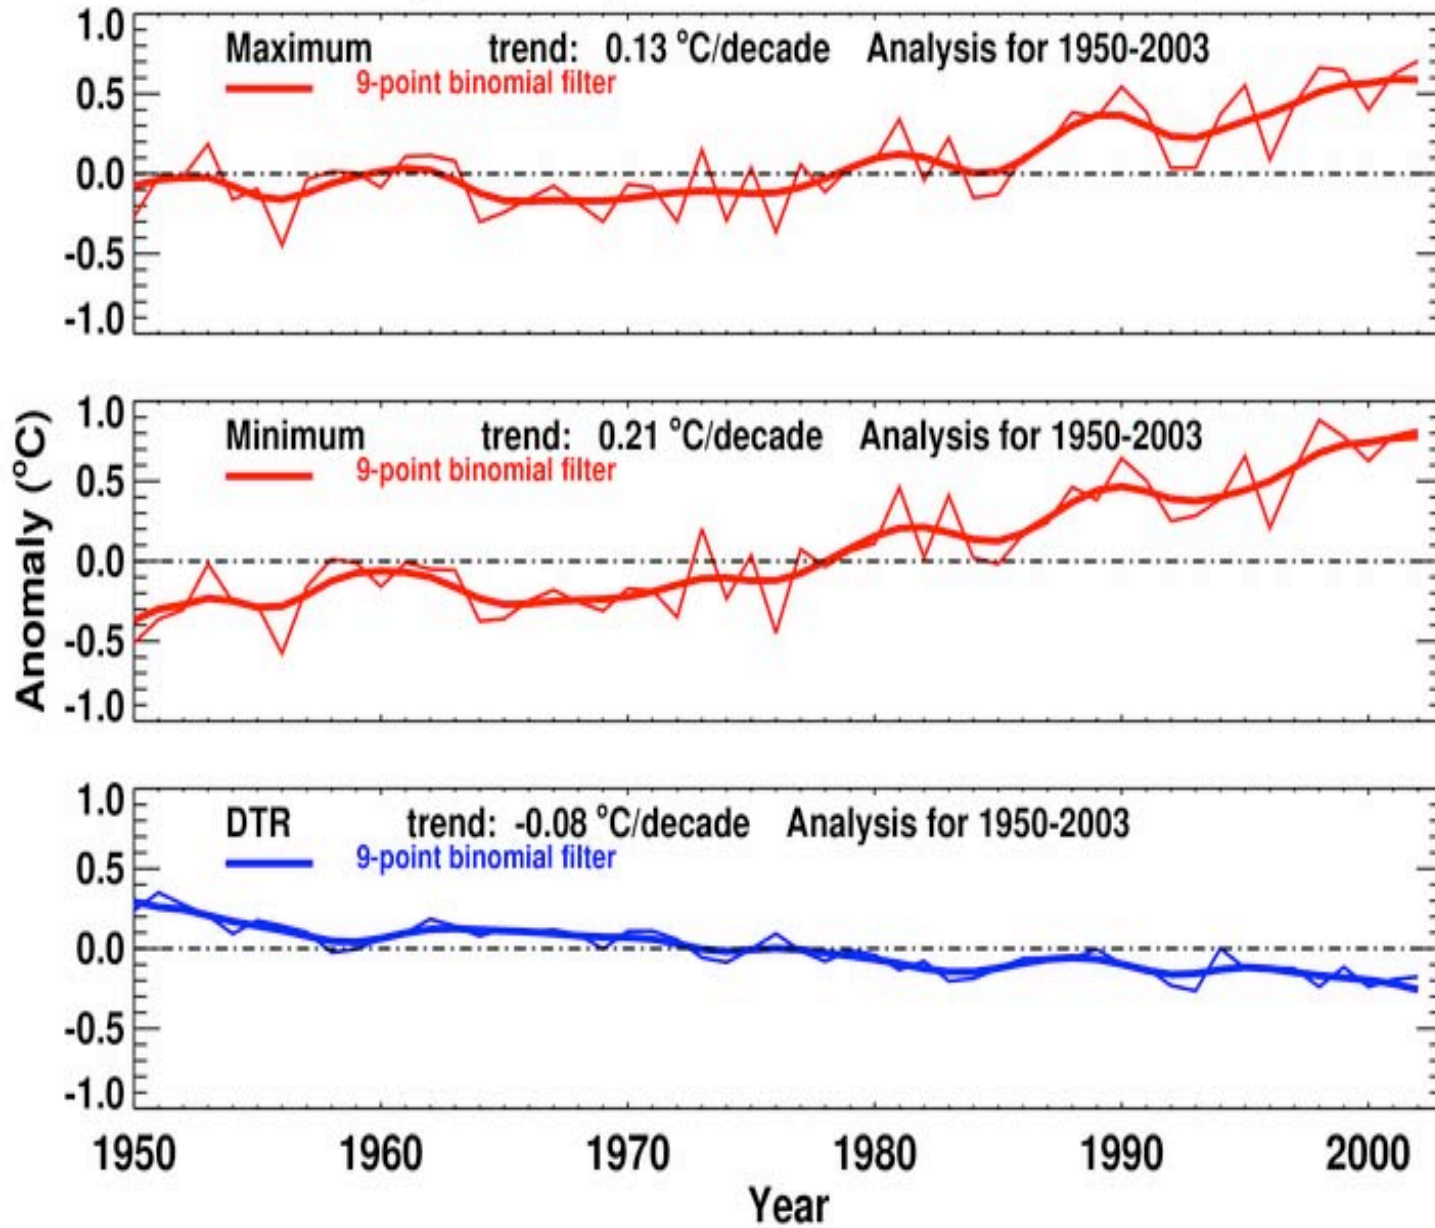 1.0
Maximum trend: 0.13 °C/decade Analysis for 1950-2003
9-point binomial filter
0.5
0.0
-0.5
-1.0
1.0
Minimum trend: 0.21 °C/decade Analysis for 1950-2003
9-point binomial filter
0.5
0.0
-0.5
-1.0
Anomaly (°C)
1.0
DTR trend: -0.08 °C/decade Analysis for 1950-2003
9-point binomial filter
0.5
0.0
-0.5
-1.0
1950 1960 1970 1980 1990 2000
Year